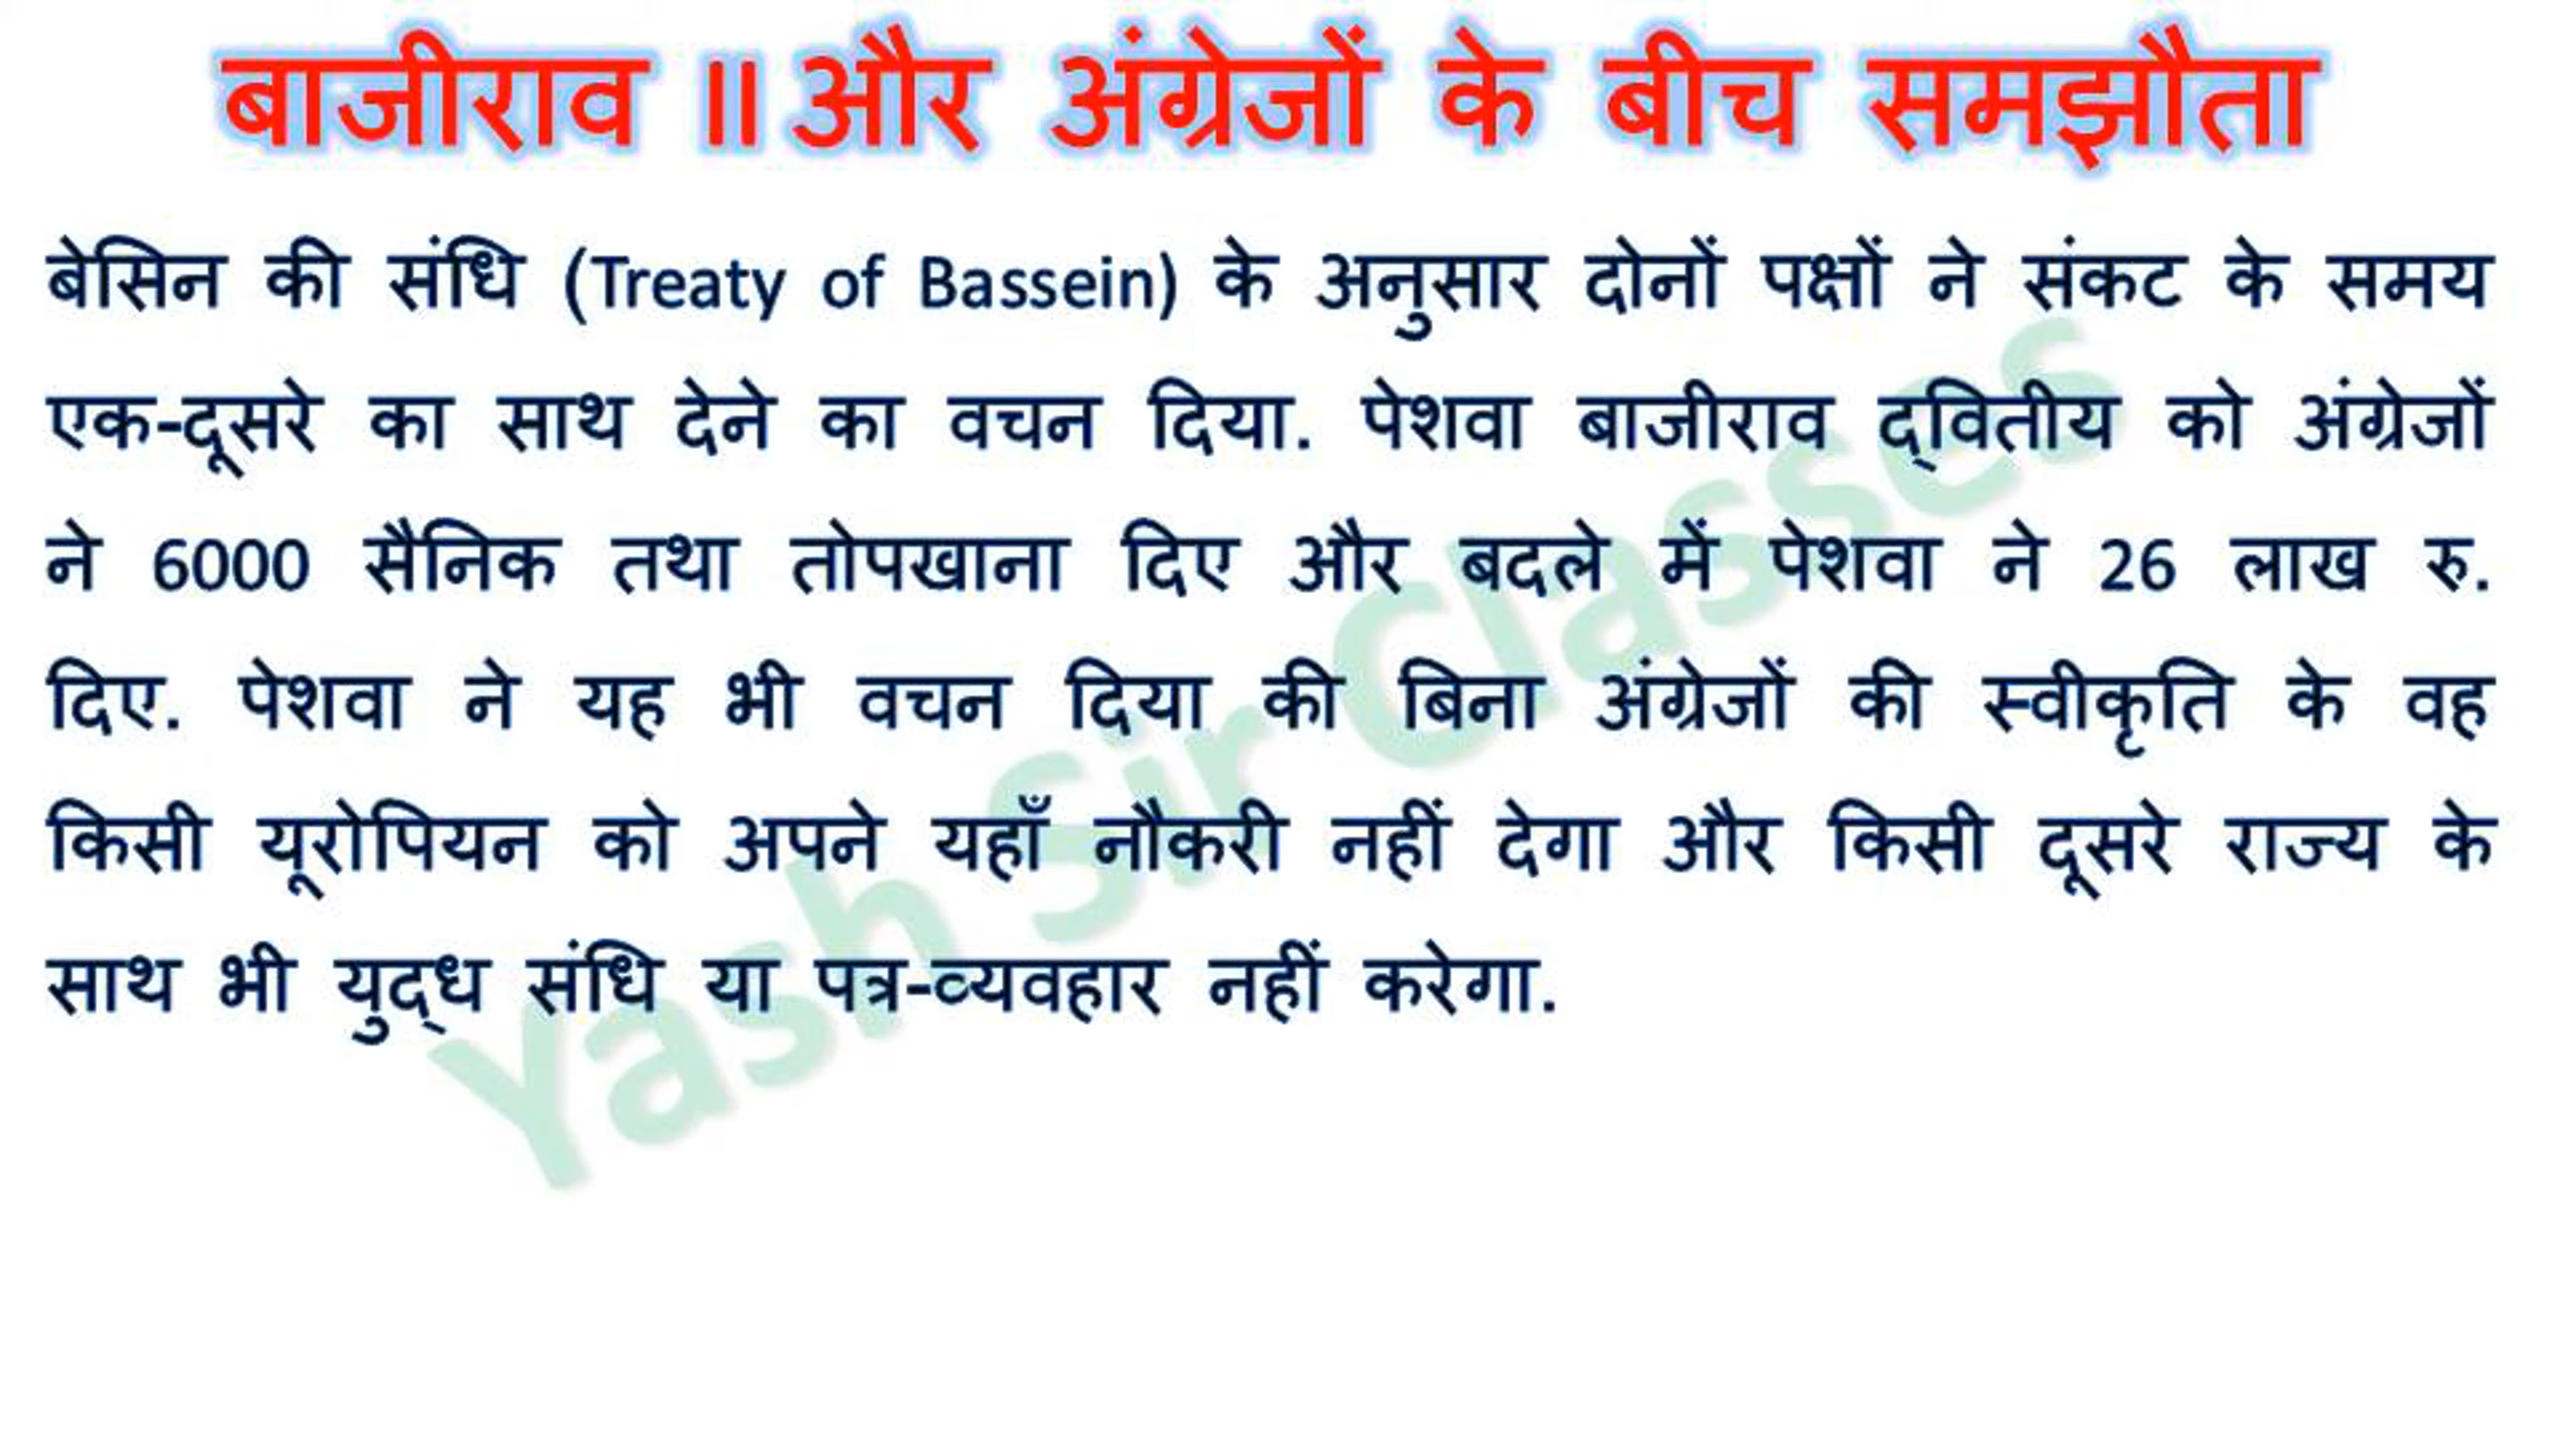 बाजीराव II और अंग्रेजों के बीच समझौता
बेसिन की संधि (Treaty of Bassein) के अनुसार दोनों पक्षों ने संकट के समय
एक-दूसरे का साथ देने का वचन दिया. पेशवा बाजीराव द्वितीय को अंग्रेजों
ने 6000 सैनिक तथा तोपखाना दिए और बदले में पेशवा ने 26 लाख रु.
दिए. पेशवा ने यह भी वचन दिया की बिना अंग्रेजों की स्वीकृति के वह
किसी यूरोपियन को अपने यहाँ नौकरी नहीं देगा और किसी दूसरे राज्य के
साथ भी युद्ध संधि या पत्र-व्यवहार नहीं करेगा.
Yash Sir Classes